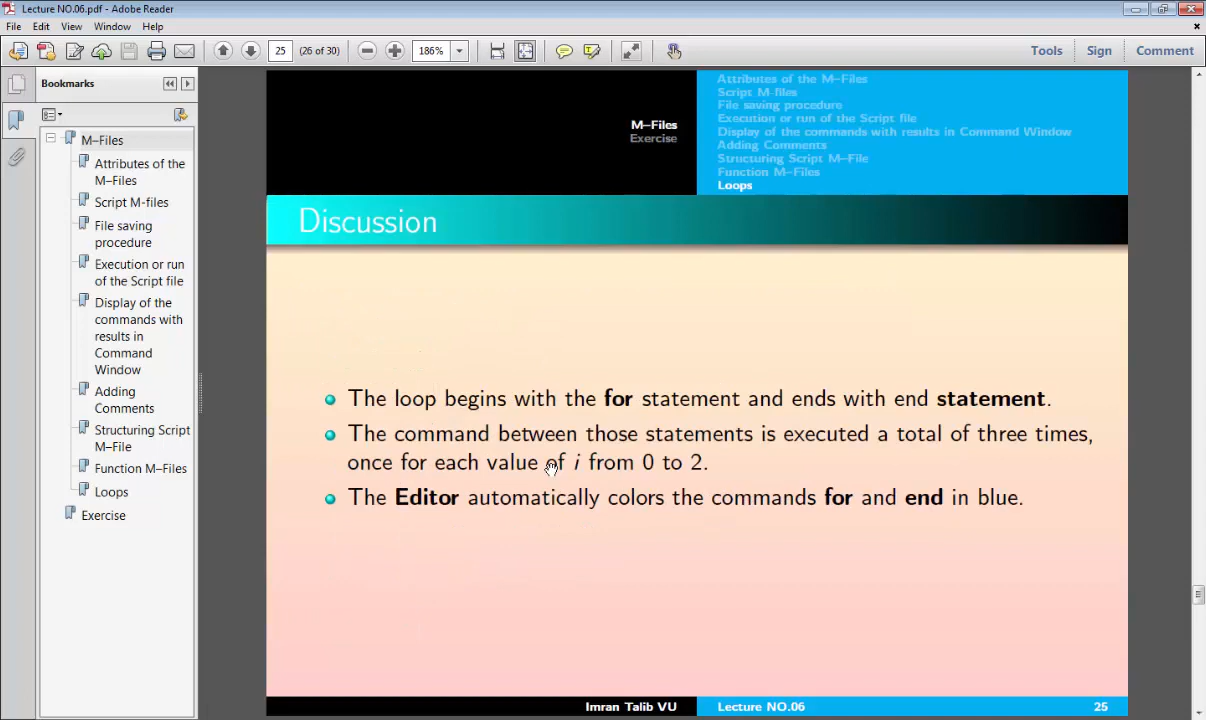 Lecture NO.06.pdf - Adobe Reader
File Edit View Window Help
25 (26 of 30) 186% Tools Sign Comment
Bookmarks
M–Files
Attributes of the
M–Files
Script M-files
File saving
procedure
Execution or run
of the Script file
Display of the
commands with
results in
Command
Window
Adding
Comments
Structuring Script
M–File
Function M–Files
Loops
Exercise
M–Files
Exercise
Attributes of the M–Files
Script M-files
File saving procedure
Execution or run of the Script file
Display of the commands with results in Command Window
Adding Comments
Structuring Script M–File
Function M–Files
Loops
Discussion
The loop begins with the for statement and ends with end statement.
The command between those statements is executed a total of three times,
once for each value of i from 0 to 2.
The Editor automatically colors the commands for and end in blue.
Imran Talib VU Lecture NO.06 25